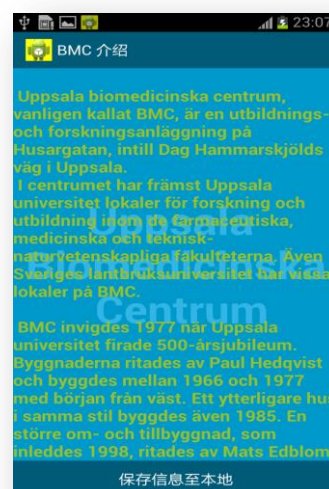 23:07
BMC 介绍
Uppsala biomedicinska centrum,
vanligen kallat BMC, är en utbildnings-
och forskningsanläggning på
Husargatan, intill Dag Hammarskjölds
väg i Uppsala.
I centrumet har främst Uppsala
universitet lokaler för forskning och
utbildning inom de farmaceutiska,
medicinska och teknisk-
naturvetenskapliga fakulteterna. Även
Sveriges lantbruksuniversitet har vissa
lokaler på BMC.
BMC invigdes 1977 när Uppsala
universitet firade 500-årsjubileum.
Byggnaderna ritades av Paul Hedqvist
och byggdes mellan 1966 och 1977
med början från väst. Ett ytterligare hus
i samma stil byggdes även 1985. En
större om- och tillbyggnad, som
inleddes 1998, ritades av Mats Edblom
Uppsala
Centrum
保存信息至本地